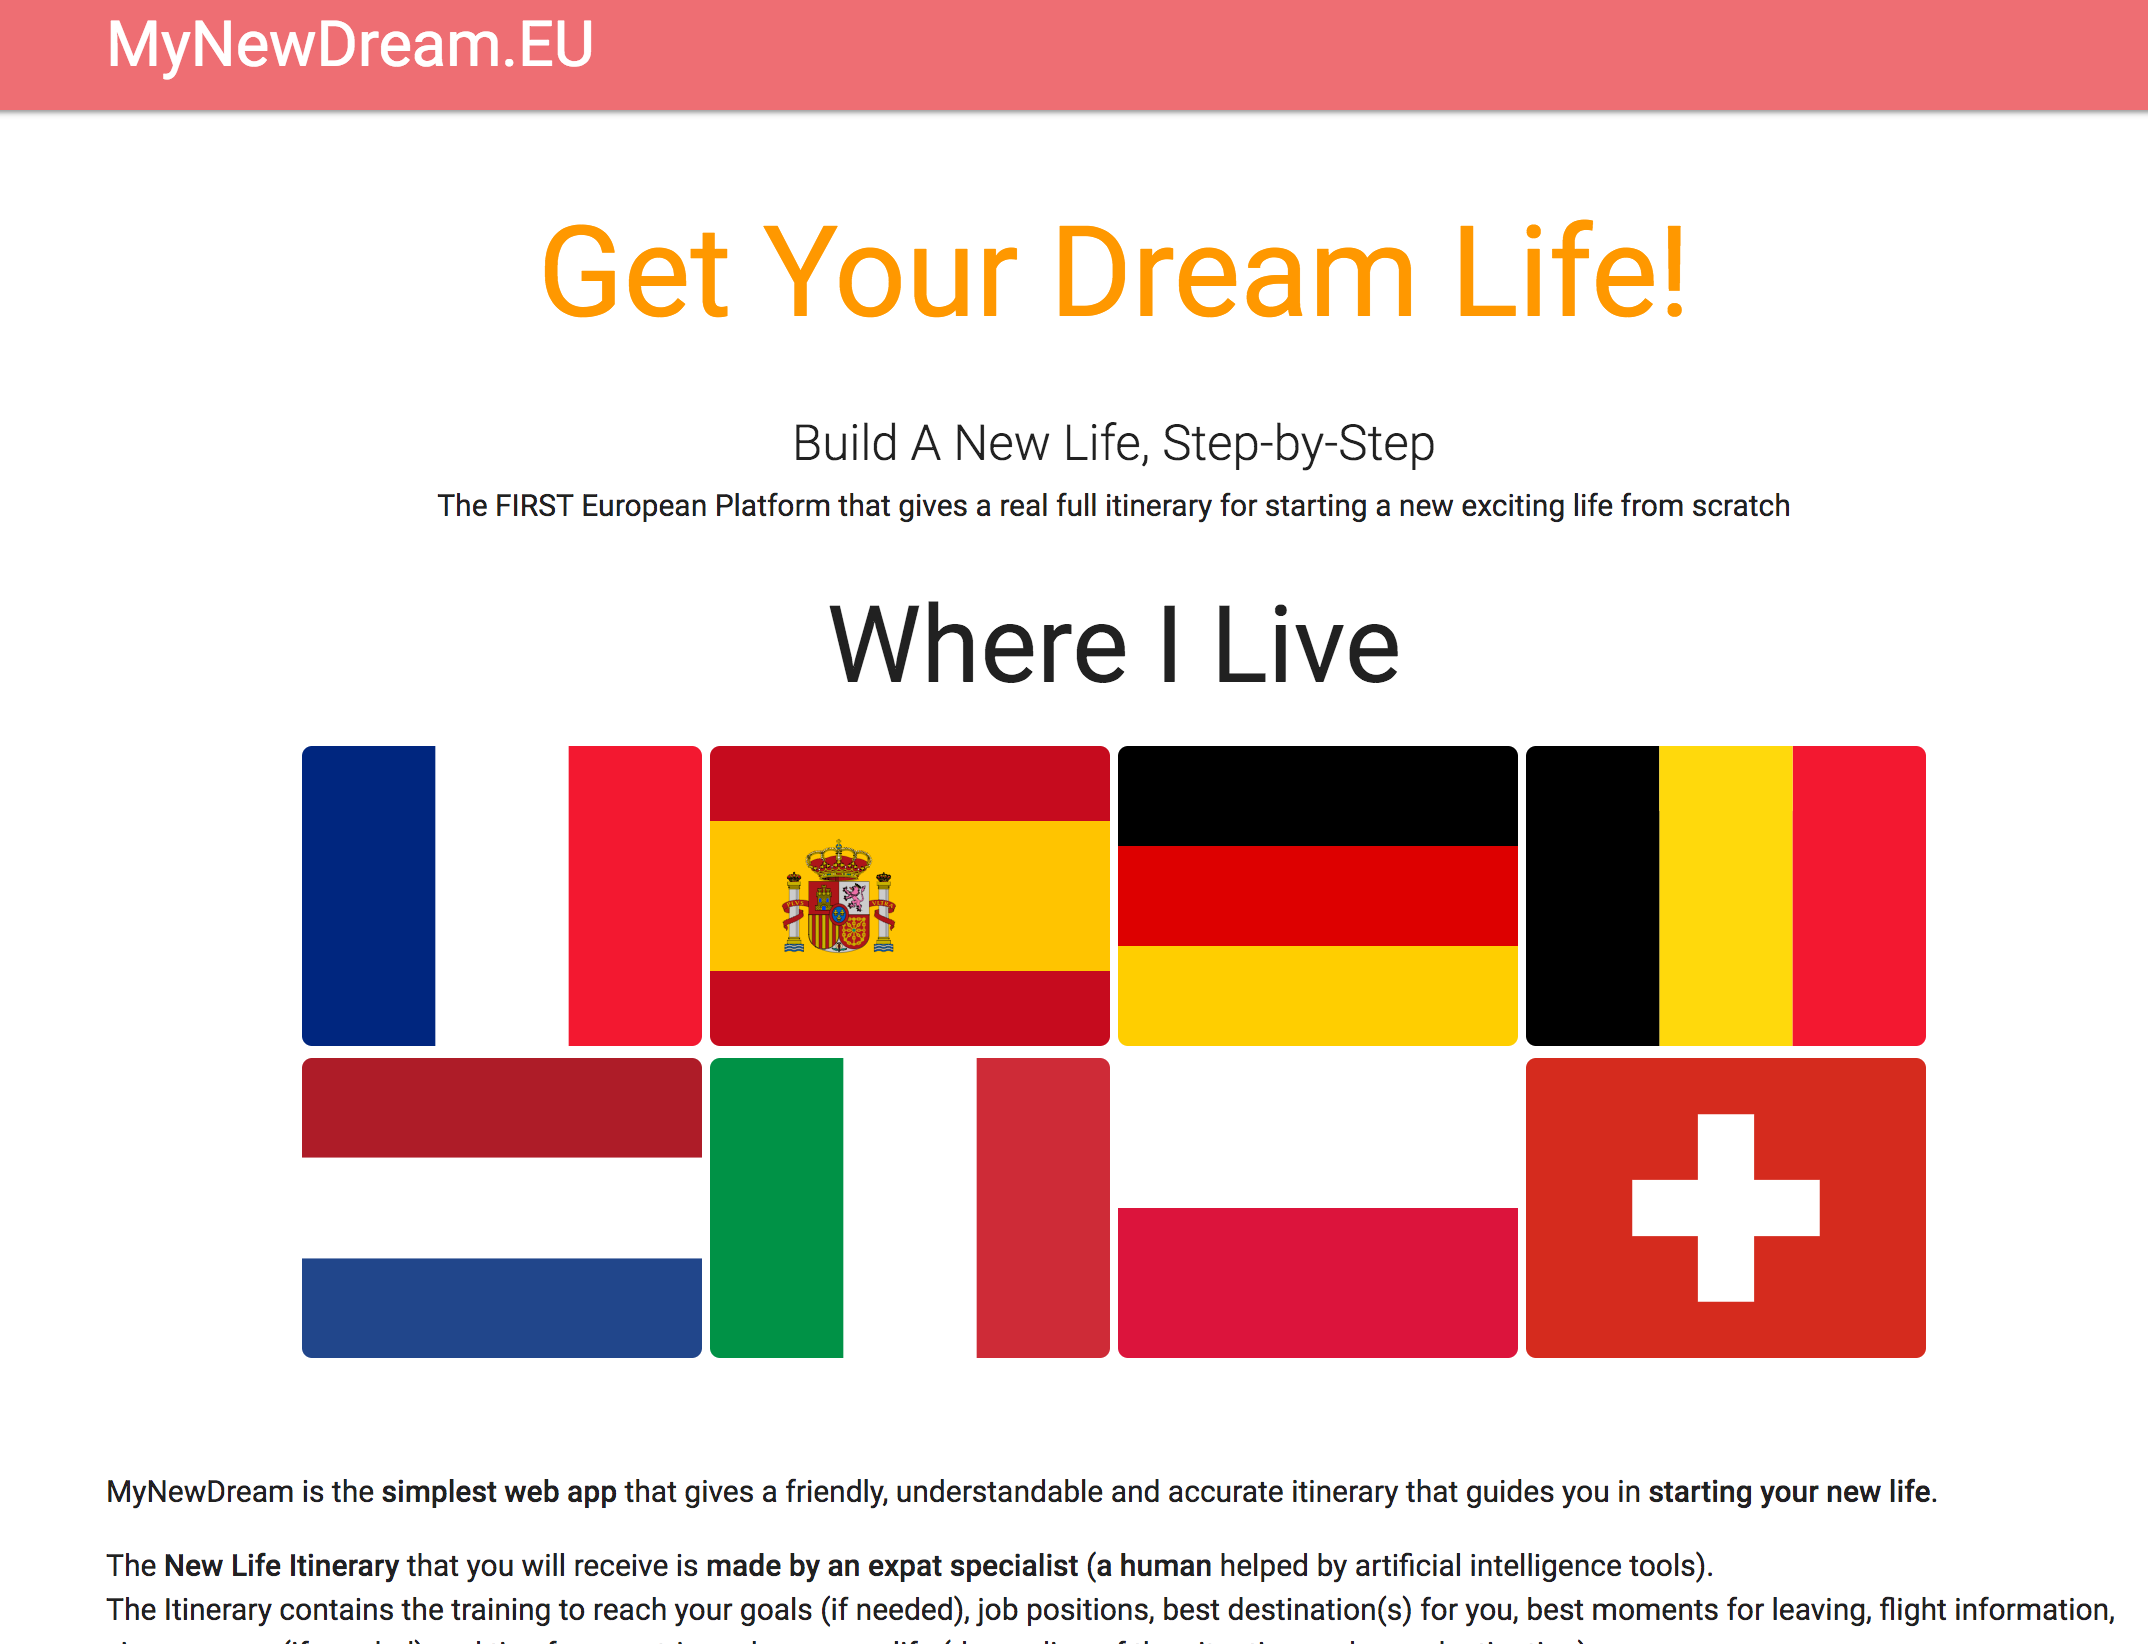 MyNewDream.EU
Get Your Dream Life!
Build A New Life, Step-by-Step
The FIRST European Platform that gives a real full itinerary for starting a new exciting life from scratch
Where I Live
MyNewDream is the simplest web app that gives a friendly, understandable and accurate itinerary that guides you in starting your new life.
The New Life Itinerary that you will receive is made by an expat specialist (a human helped by artificial intelligence tools).
The Itinerary contains the training to reach your goals (if needed), job positions, best destination(s) for you, best moments for leaving, flight information,